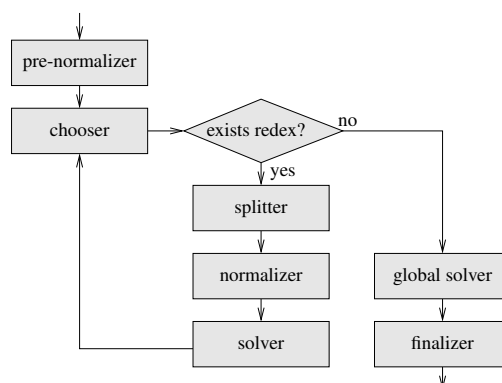 pre-normalizer
chooser
exists redex?
no
yes
splitter
normalizer
global solver
solver
finalizer